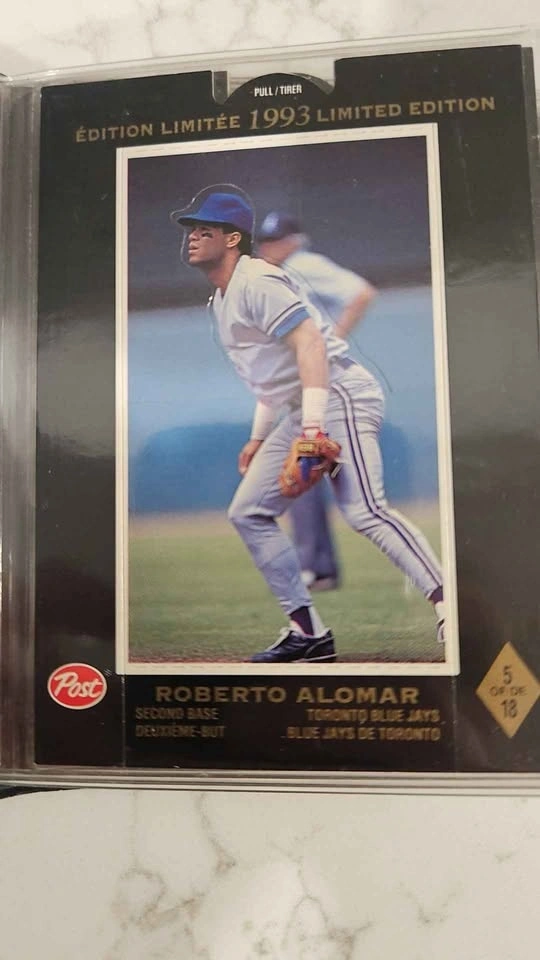 PULL / TIRER
ÉDITION LIMITÉE 1993 LIMITED EDITION
Post
ROBERTO ALOMAR
SECOND BASE TORONTO BLUE JAYS
DEUXIÈME-BUT BLUE JAYS DE TORONTO
5
OF DE
18